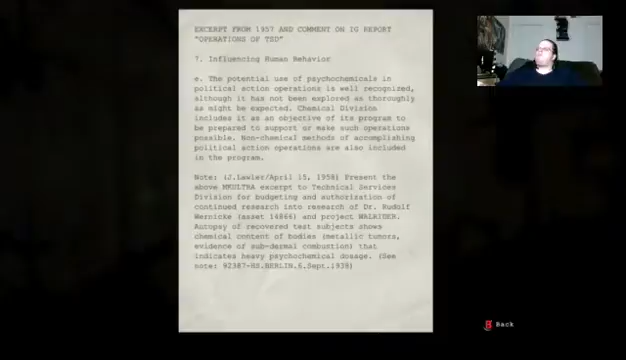 EXCERPT FROM 1957 AND COMMENT ON IG REPORT
"OPERATIONS OF TSD"
7. Influencing Human Behavior
e. The potential use of psychochemicals in
political action operations is well recognized,
although it has not been explored as thoroughly
as might be expected. Chemical Division
includes it as an objective of its program to
be prepared to support or make such operations
possible. Non-chemical methods of accomplishing
political action operations are also included
in the program.
Note: (J.Lawler/April 15, 1958) Present the
above MKULTRA excerpt to Technical Services
Division for budgeting and authorization of
continued research into research of Dr. Rudolf
Wernicke (asset 14866) and project WALRIDER.
Autopsy of recovered test subjects shows
chemical content of bodies (metallic tumors,
evidence of sub-dermal combustion) that
indicates heavy psychochemical dosage. (See
note: 92387-HS.BERLIN.6.Sept.1938)
Back